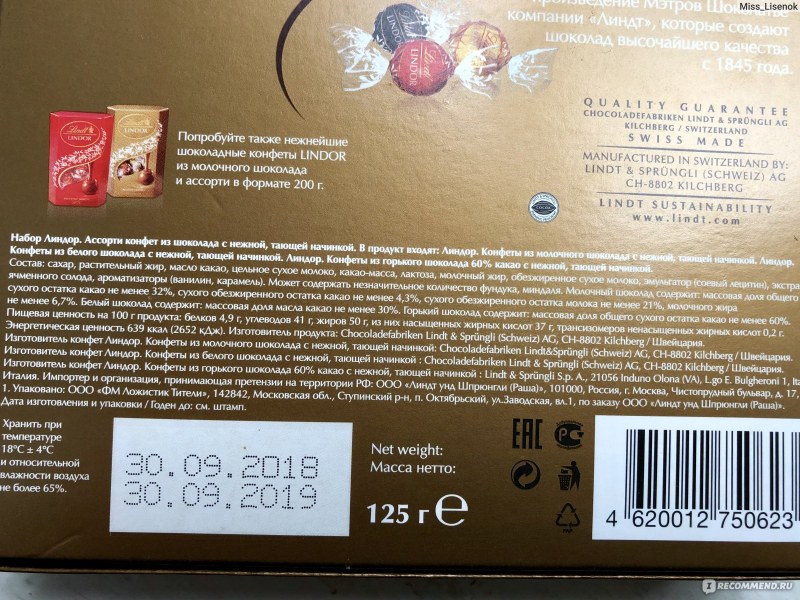 Miss_Lisenok
произведение Мэтров Шоколатье
компании «Линдт», которые создают
шоколад высочайшего качества
с 1845 года.
Lindt
LINDOR
Lindt
LINDOR
LINDOR
Попробуйте также нежнейшие
шоколадные конфеты LINDOR
из молочного шоколада
и ассорти в формате 200 г.
QUALITY GUARANTEE
CHOCOLADEFABRIKEN LINDT & SPRÜNGLI AG
KILCHBERG / SWITZERLAND
SWISS MADE
MANUFACTURED IN SWITZERLAND BY:
LINDT & SPRÜNGLI (SCHWEIZ) AG
CH-8802 KILCHBERG
LINDT SUSTAINABILITY
www.lindt.com
COCOA
Набор Линдор. Ассорти конфет из шоколада с нежной, тающей начинкой. В продукт входят: Линдор. Конфеты из молочного шоколада с нежной, тающей начинкой. Линдор.
Конфеты из белого шоколада с нежной, тающей начинкой. Линдор. Конфеты из горького шоколада 60% какао с нежной, тающей начинкой.
Состав: сахар, растительный жир, масло какао, цельное сухое молоко, какао-масса, лактоза, молочный жир, обезжиренное сухое молоко, эмульгатор (соевый лецитин), экстра
ячменного солода, ароматизаторы (ванилин, карамель). Может содержать незначительное количество фундука, миндаля. Молочный шоколад содержит: массовая доля общег
сухого остатка какао не менее 32%, сухого обезжиренного остатка какао не менее 4,3%, сухого обезжиренного остатка молока не менее 21%, молочного жира
не менее 6,7%. Белый шоколад содержит: массовая доля масла какао не менее 30%. Горький шоколад содержит: массовая доля общего сухого остатка какао не менее 60%.
Пищевая ценность на 100 г продукта: белков 4,9 г, углеводов 41 г, жиров 50 г, из них насыщенных жирных кислот 37 г, трансизомеров ненасыщенных жирных кислот 0,2 г.
Энергетическая ценность 639 ккал (2652 кДж). Изготовитель продукта: Chocoladefabriken Lindt & Sprüngli (Schweiz) AG, CH-8802 Kilchberg / Швейцария.
Изготовитель конфет Линдор. Конфеты из молочного шоколада с нежной, тающей начинкой: Chocoladefabriken Lindt&Sprüngli (Schweiz) AG, CH-8802 Kilchberg / Швейцария.
Изготовитель конфет Линдор. Конфеты из белого шоколада с нежной, тающей начинкой : Chocoladefabriken Lindt & Sprüngli (Schweiz) AG, CH-8802 Kilchberg / Швейцария.
Изготовитель конфет Линдор. Конфеты из горького шоколада 60% какао с нежной, тающей начинкой : Lindt & Sprüngli S.p. A., 21056 Induno Olona (VA), L.go E. Bulgheroni 1, Ita
Италия. Импортер и организация, принимающая претензии на территории РФ: ООО «Линдт унд Шпрюнгли (Раша)», 101000, Россия, г. Москва, Чистопрудный бульвар, д. 17,
1. Упаковано: ООО «ФМ Ложистик Тители», 142842, Московская обл., Ступинский р-н, п. Октябрьский, ул.Заводская, вл.1, по заказу ООО «Линдт унд Шпрюнгли (Раша)».
Дата изготовления и упаковки / Годен до: см. штамп.
Хранить при
температуре
18°C ± 4°C
и относительной
влажности воздуха
не более 65%.
30.09.2018
30.09.2019
Net weight:
Масса нетто:
125 г e
EAC
4 620012 750623
IRECOMMEND.RU